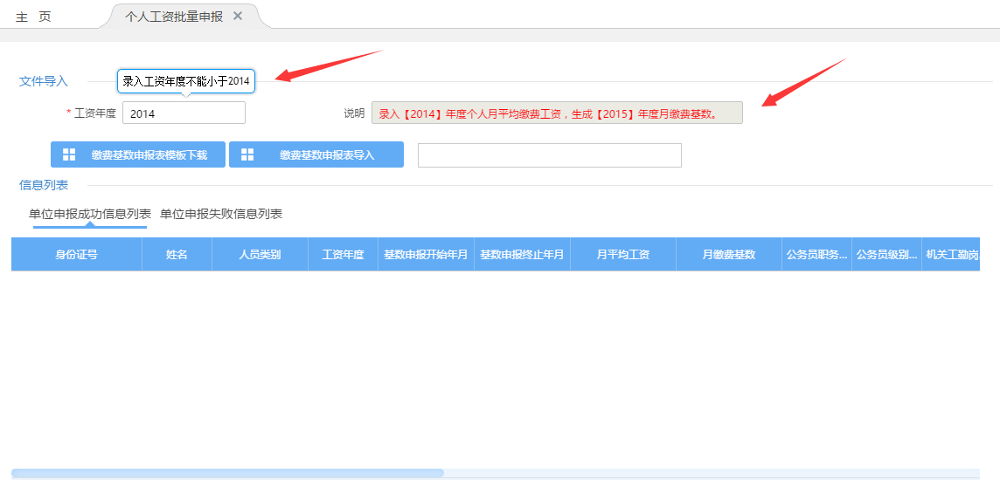 主 页
个人工资批量申报
文件导入
录入工资年度不能小于2014
* 工资年度
2014
说明
录入【2014】年度个人月平均缴费工资，生成【2015】年度月缴费基数。
缴费基数申报表模板下载
缴费基数申报表导入
信息列表
单位申报成功信息列表
单位申报失败信息列表
身份证号
姓名
人员类别
工资年度
基数申报开始年月
基数申报终止年月
月平均工资
月缴费基数
公务员职务...
公务员级别...
机关工勤岗